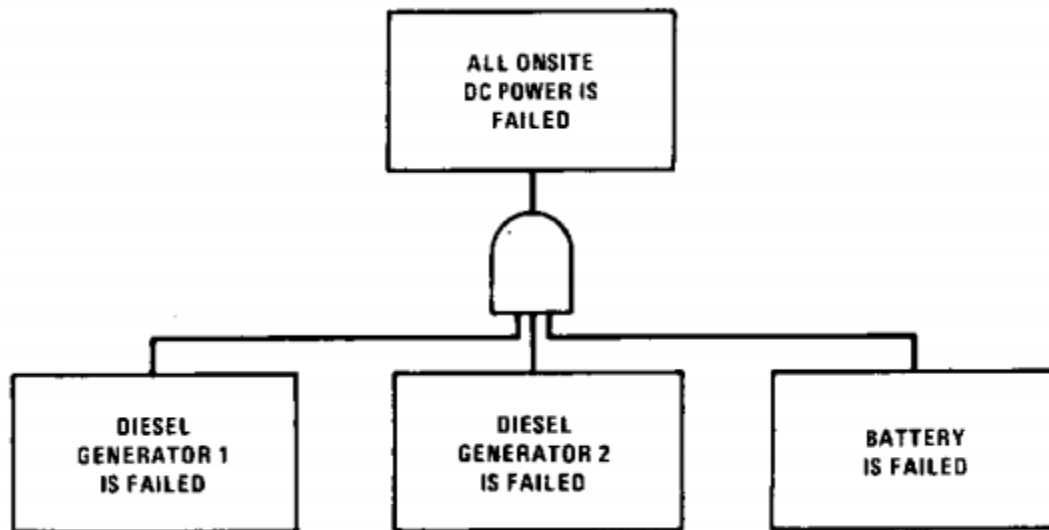 ALL ONSITE
DC POWER IS
FAILED
DIESEL
GENERATOR 1
IS FAILED
DIESEL
GENERATOR 2
IS FAILED
BATTERY
IS FAILED